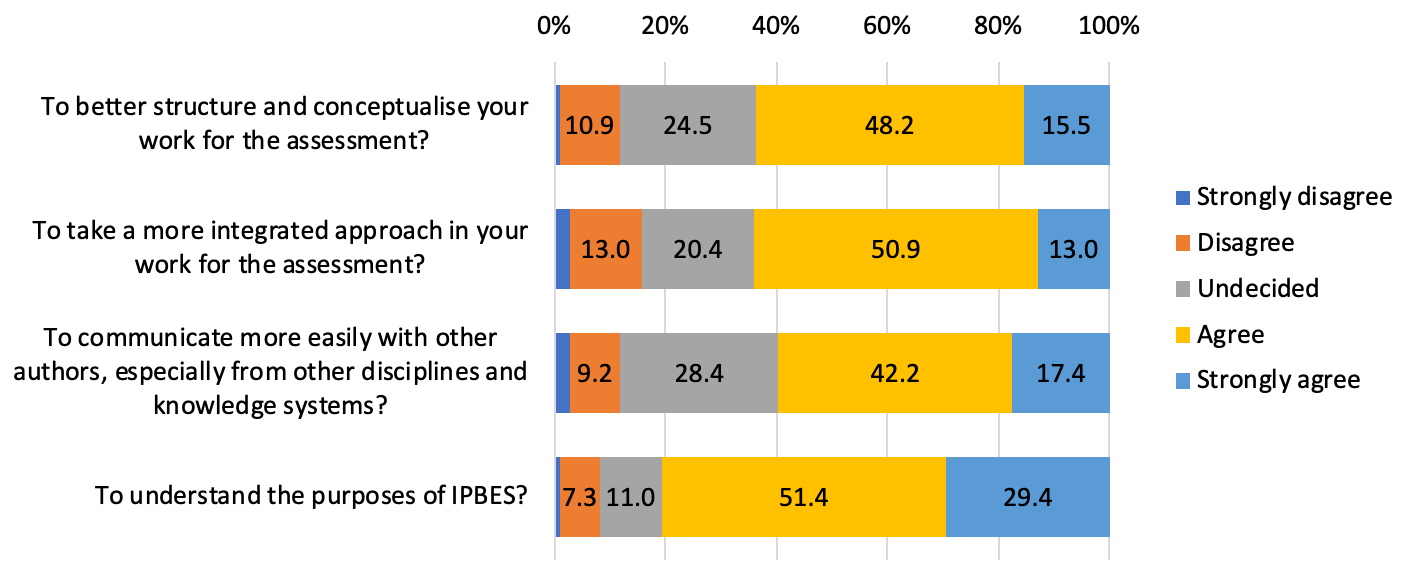 0% 20% 40% 60% 80% 100%
To better structure and conceptualise your
work for the assessment?
10.9 24.5 48.2 15.5
To take a more integrated approach in your
work for the assessment?
13.0 20.4 50.9 13.0
To communicate more easily with other
authors, especially from other disciplines and
knowledge systems?
9.2 28.4 42.2 17.4
To understand the purposes of IPBES?
7.3 11.0 51.4 29.4
Strongly disagree
Disagree
Undecided
Agree
Strongly agree